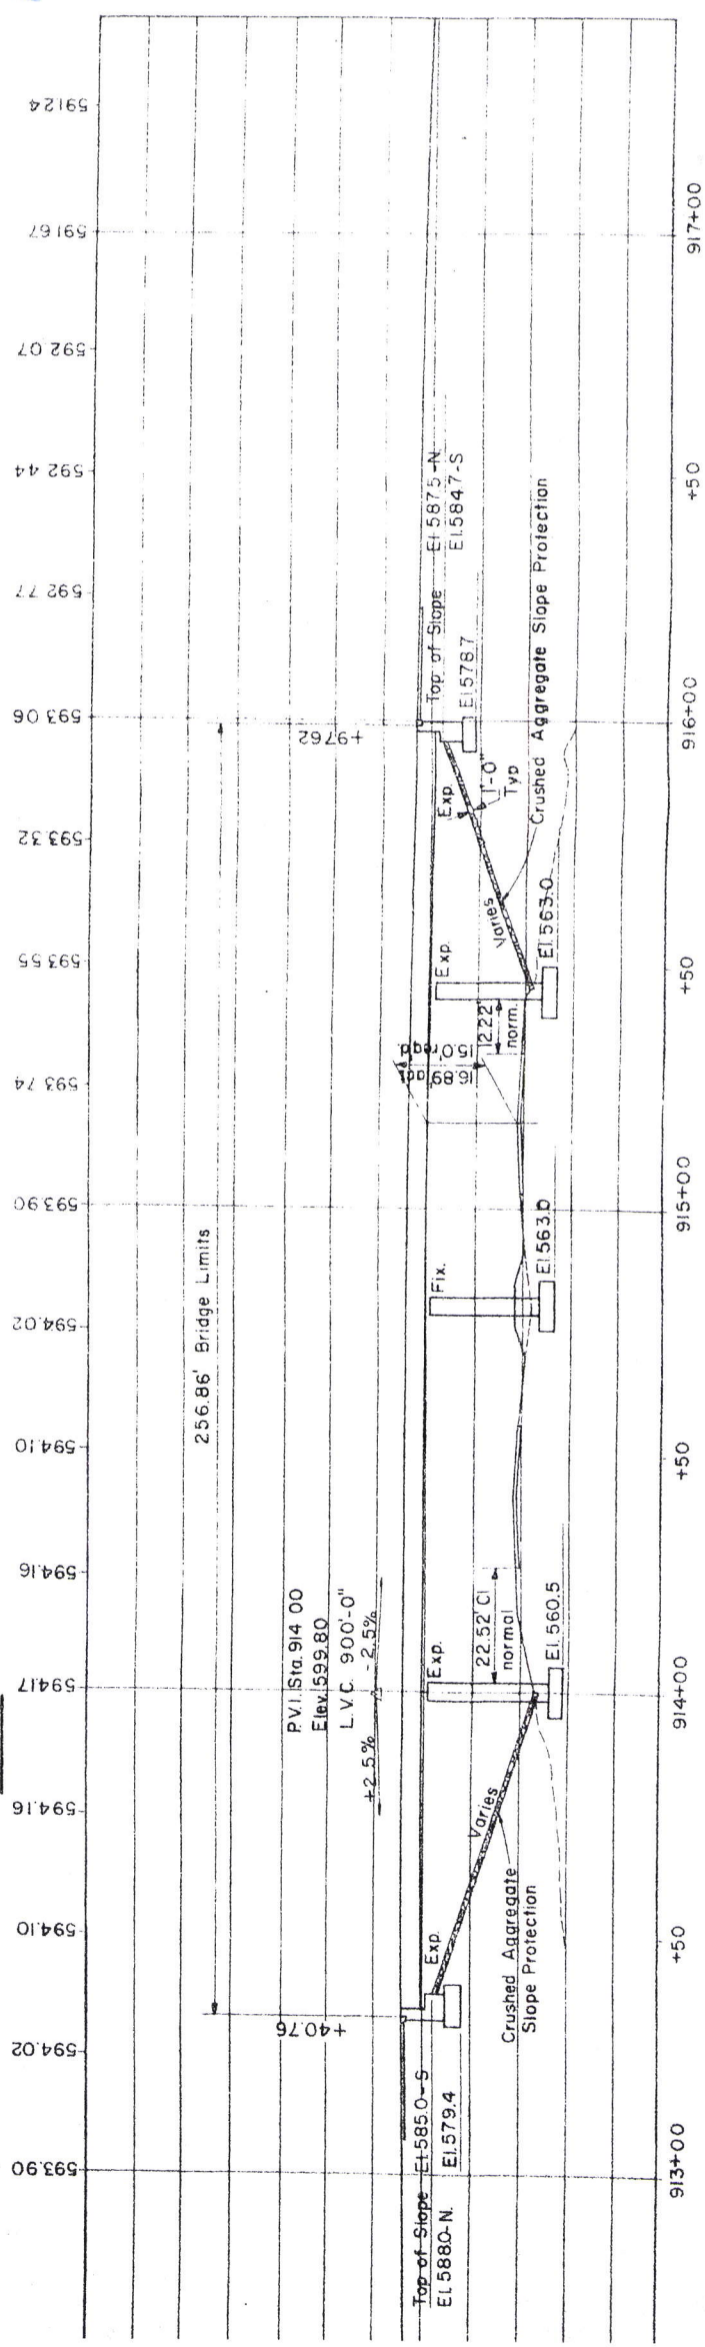 593.90
594.02
594.10
594.16
594.17
594.16
594.10
594.02
593.90
593.74
593.55
593.32
593.06
592.77
592.44
592.07
591.67
591.24
+40.76
256.86' Bridge Limits
+97.62
P.V.I. Sta. 914 00
Elev. 599.80
L.V.C. 900'-0"
+2.5% -2.5%
Top of Slope El. 585.0-S
El. 588.0-N.
El. 579.4
Exp.
Crushed Aggregate
Slope Protection
Varies
Exp.
22.52' Cl
normal
El. 560.5
Fix.
El. 563.0
16.89' act.
15.0' req'd.
12.22'
norm.
Exp.
El. 563.0
Varies
Exp.
1'-0"
Typ
Crushed Aggregate Slope Protection
Top of Slope El. 587.5-N
El. 584.7-S
El. 578.7
913+00
+50
914+00
+50
915+00
+50
916+00
+50
917+00